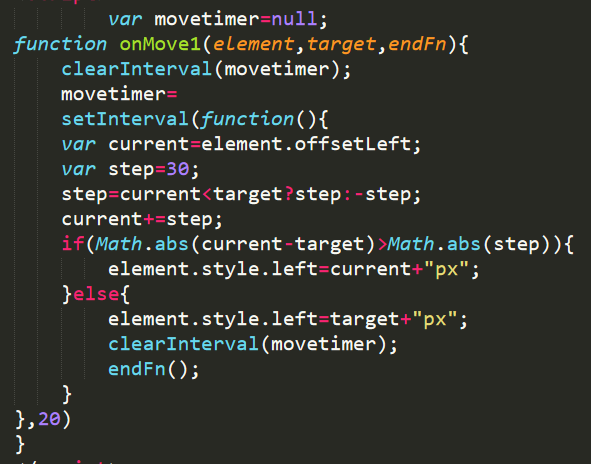 var movetimer=null;
function onMove1(element,target,endFn){
clearInterval(movetimer);
movetimer=
setInterval(function(){
var current=element.offsetLeft;
var step=30;
step=current<target?step:-step;
current+=step;
if(Math.abs(current-target)>Math.abs(step)){
element.style.left=current+"px";
}else{
element.style.left=target+"px";
clearInterval(movetimer);
endFn();
}
},20)
}